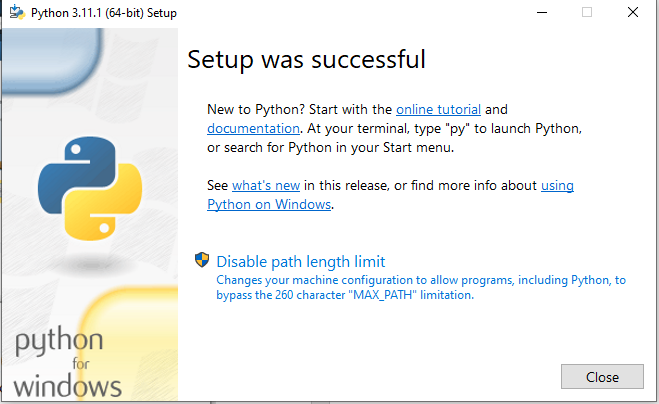 Python 3.11.1 (64-bit) Setup
Setup was successful
New to Python? Start with the online tutorial and
documentation. At your terminal, type "py" to launch Python,
or search for Python in your Start menu.
See what's new in this release, or find more info about using
Python on Windows.
Disable path length limit
Changes your machine configuration to allow programs, including Python, to
bypass the 260 character "MAX_PATH" limitation.
python
for
windows
Close